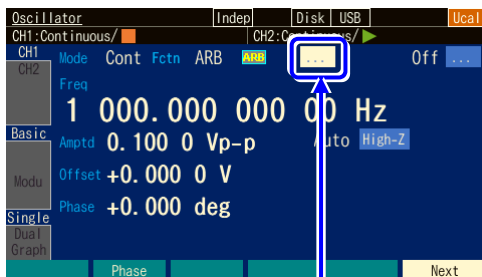 Oscillator Indep Disk USB Ucal
CH1:Continuous/ CH2:Continuous/
CH1 Mode Cont Fctn ARB ARB ... Off ...
CH2
Freq
1 000.000 000 00 Hz
Basic Amptd 0.100 0 Vp-p Auto High-Z
Modu Offset +0.000 0 V
Phase +0.000 deg
Single
Dual
Graph
Phase Next